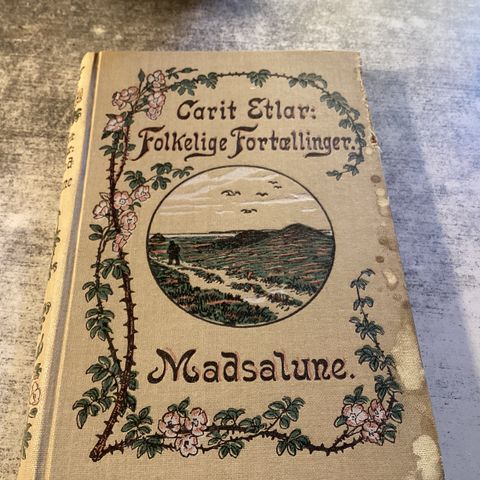 Carit Etlar:
Folkelige Fortællinger.
Madsalune.